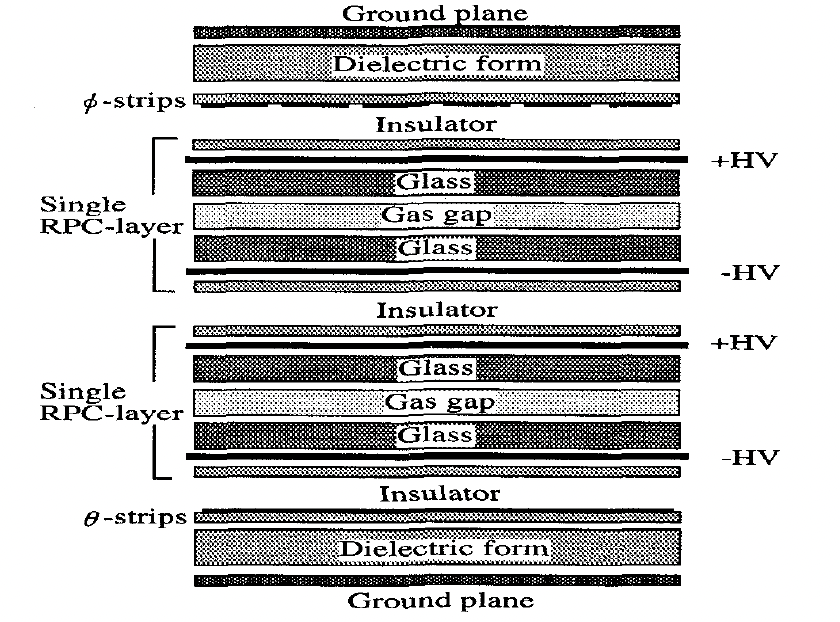 Ground plane
Dielectric form
ϕ-strips
Insulator
+HV
Glass
Single
RPC-layer
Gas gap
Glass
-HV
Insulator
+HV
Glass
Single
RPC-layer
Gas gap
Glass
-HV
Insulator
θ-strips
Dielectric form
Ground plane